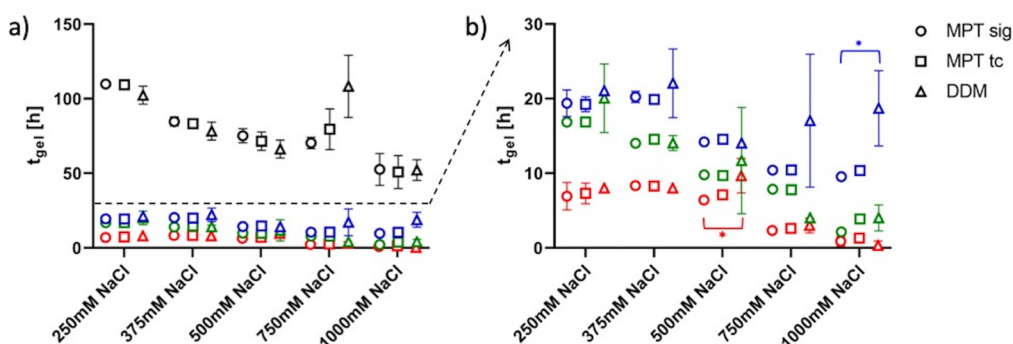 a)
t_gel [h]
150
100
50
0
250mM NaCl
375mM NaCl
500mM NaCl
750mM NaCl
1000mM NaCl
b)
t_gel [h]
30
20
10
0
*
*
250mM NaCl
375mM NaCl
500mM NaCl
750mM NaCl
1000mM NaCl
MPT sig
MPT tc
DDM